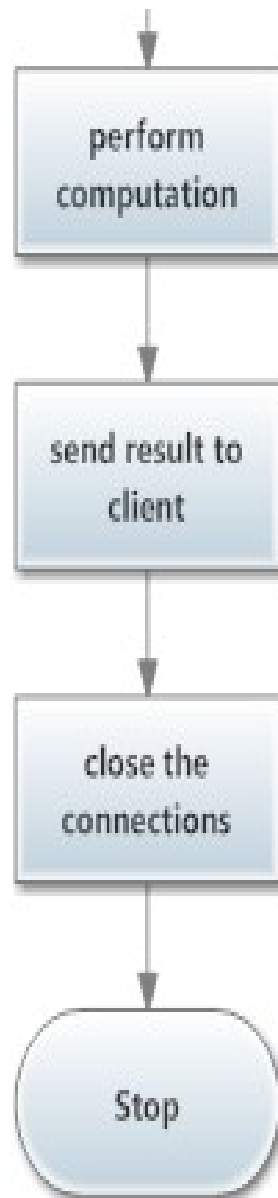 perform
computation
send result to
client
close the
connections
Stop